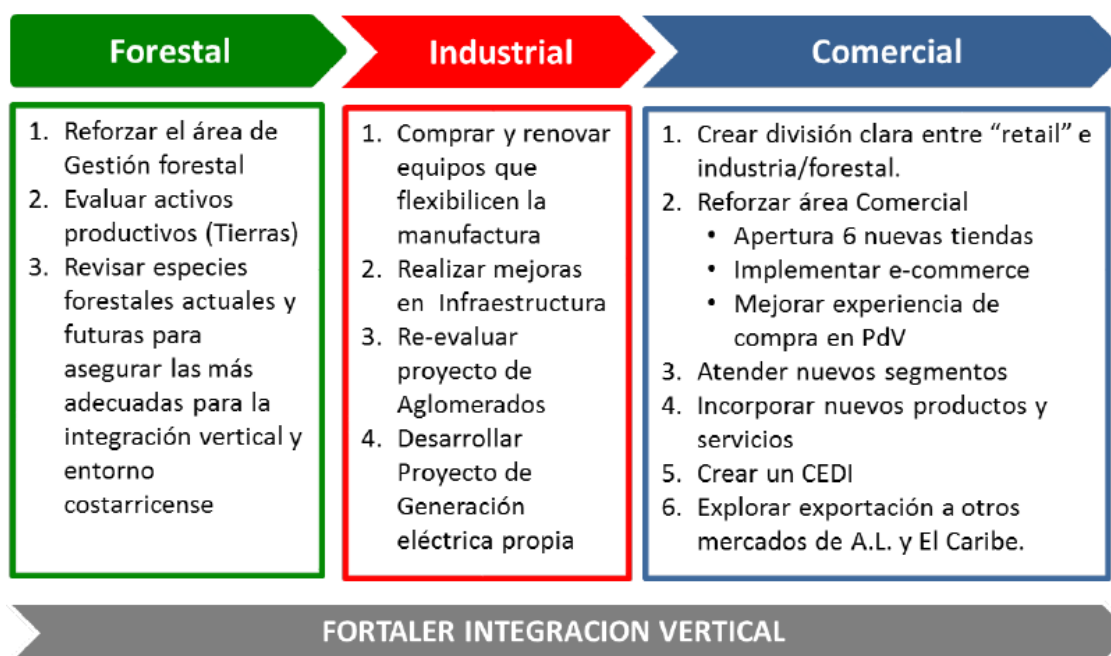 Forestal
1. Reforzar el área de
Gestión forestal
2. Evaluar activos
productivos (Tierras)
3. Revisar especies
forestales actuales y
futuras para
asegurar las más
adecuadas para la
integración vertical y
entorno
costarricense
Industrial
1. Comprar y renovar
equipos que
flexibilicen la
manufactura
2. Realizar mejoras
en Infraestructura
3. Re-evaluar
proyecto de
Aglomerados
4. Desarrollar
Proyecto de
Generación
eléctrica propia
Comercial
1. Crear división clara entre “retail” e
industria/forestal.
2. Reforzar área Comercial
• Apertura 6 nuevas tiendas
• Implementar e-commerce
• Mejorar experiencia de
compra en PdV
3. Atender nuevos segmentos
4. Incorporar nuevos productos y
servicios
5. Crear un CEDI
6. Explorar exportación a otros
mercados de A.L. y El Caribe.
FORTALER INTEGRACION VERTICAL